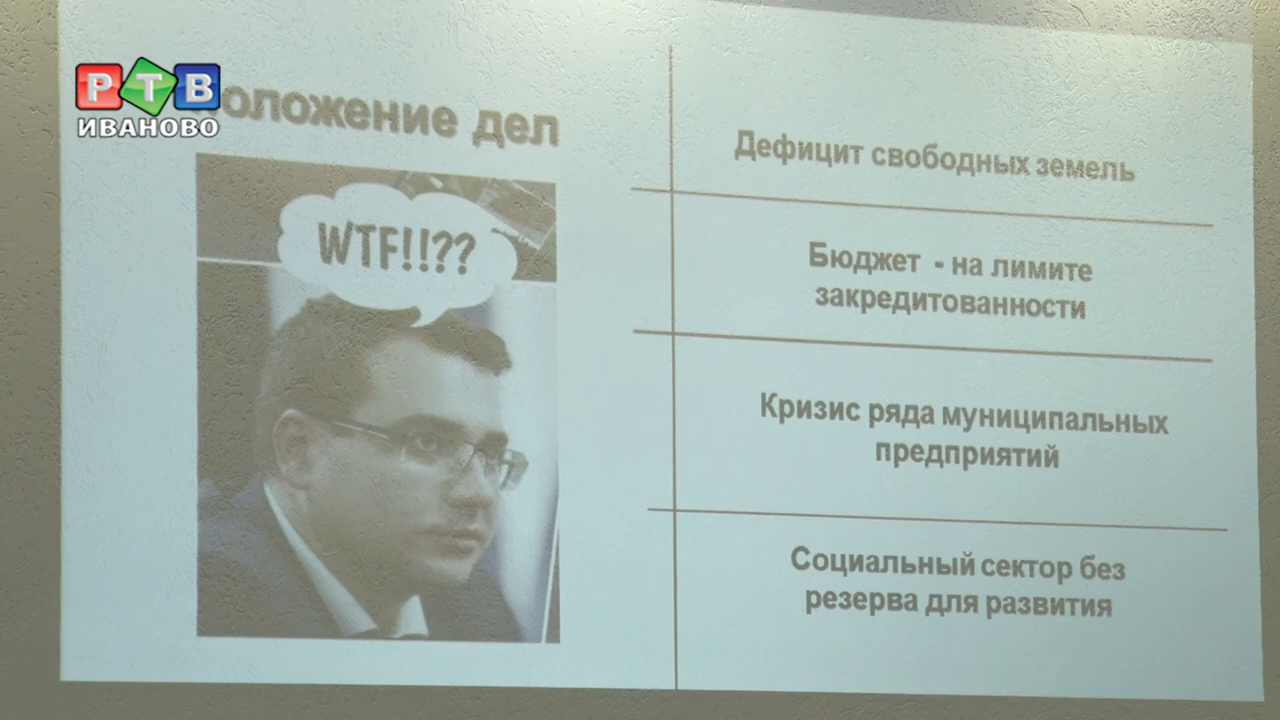 РТВ
ИВАНОВО
Положение дел
WTF!!??
Дефицит свободных земель
Бюджет - на лимите
закредитованности
Кризис ряда муниципальных
предприятий
Социальный сектор без
резерва для развития